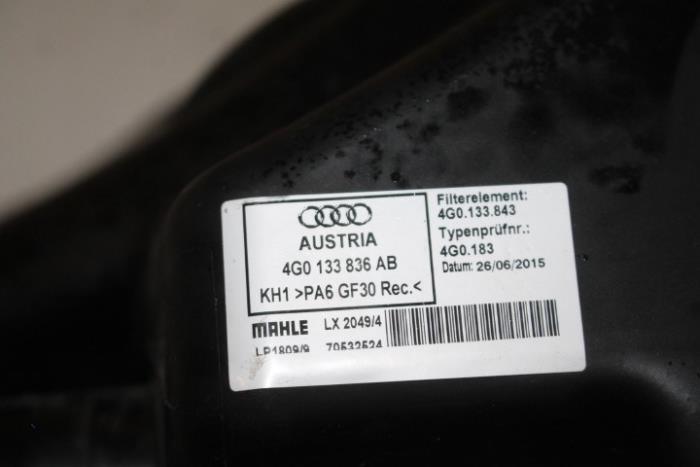 AUSTRIA
4G0 133 836 AB
KH1 >PA6 GF30 Rec.<
Filterelement:
4G0.133.843
Typenprüfnr.:
4G0.183
Datum: 26/06/2015
MAHLE LX 2049/4
LP1809/9 70532524